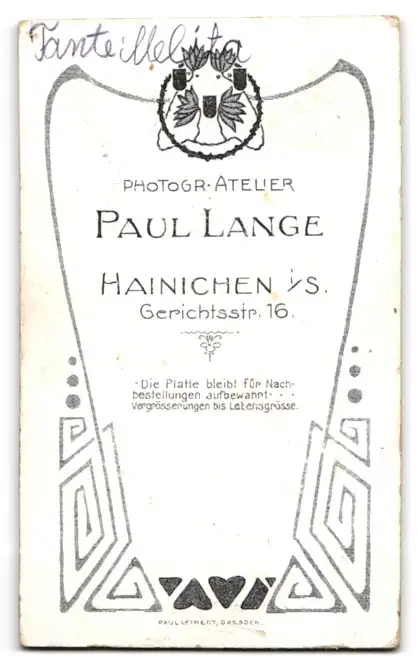 Tante Melitta
PHOTOGR. ATELIER
PAUL LANGE
HAINICHEN i/S.
Gerichtsstr. 16.
Die Platte bleibt für Nach-
bestellungen aufbewahrt
Vergrösserungen bis Lebensgrösse.
PAUL LEINERT, DRESDEN.